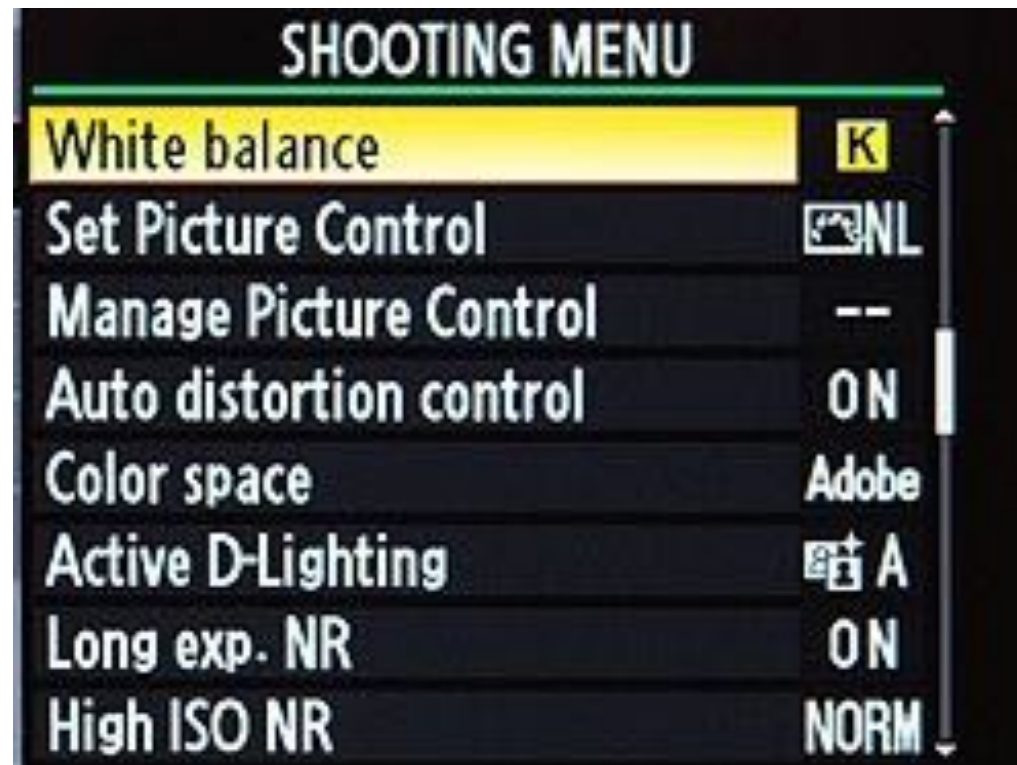 SHOOTING MENU
White balance K
Set Picture Control NL
Manage Picture Control --
Auto distortion control ON
Color space Adobe
Active D-Lighting A
Long exp. NR ON
High ISO NR NORM